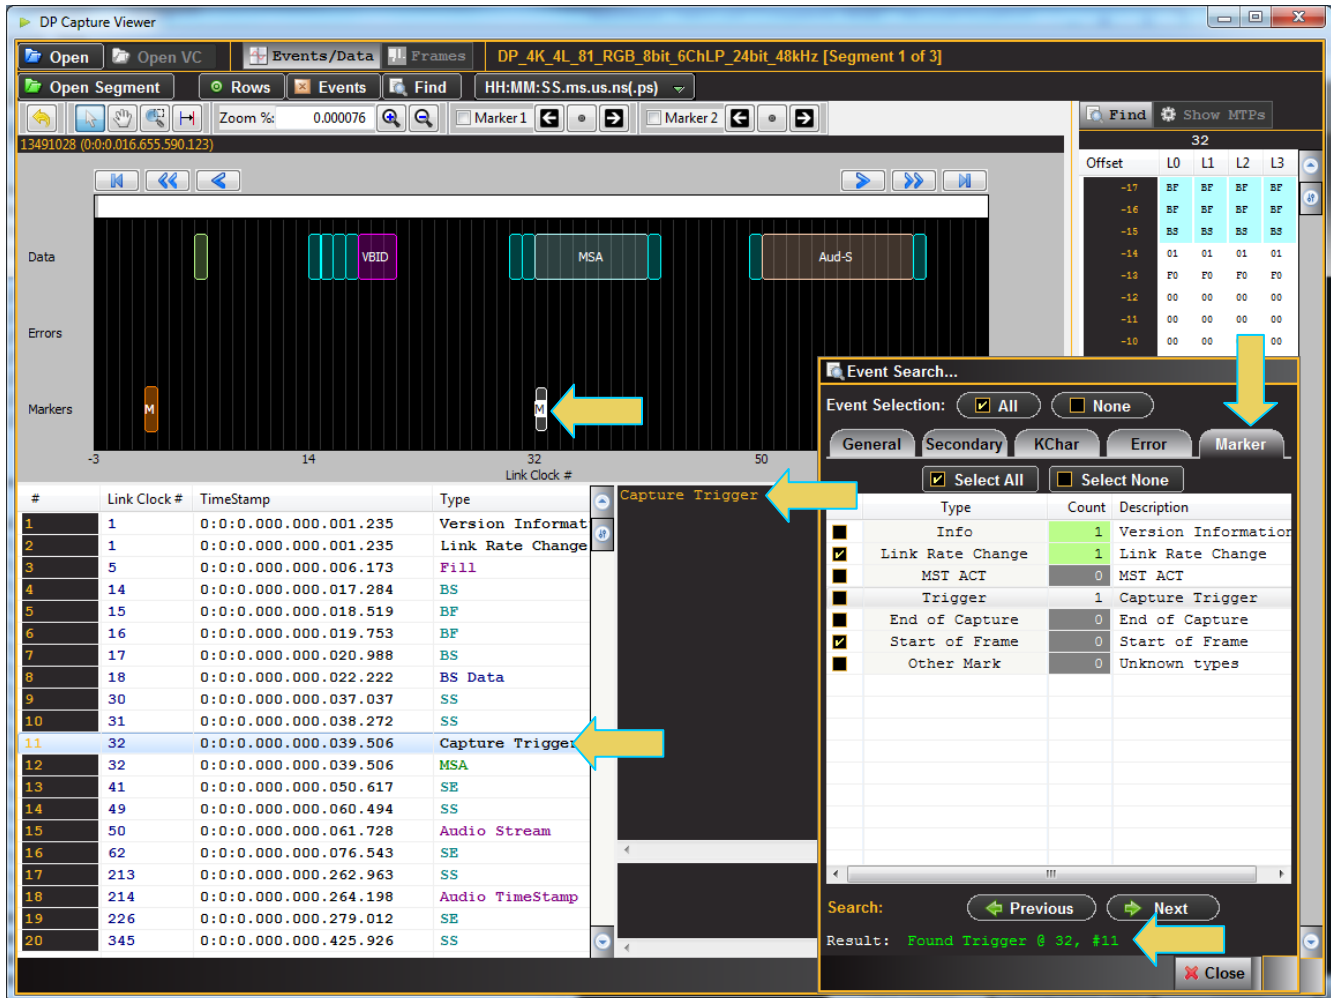 DP Capture Viewer
Open Open VC Events/Data Frames DP_4K_4L_81_RGB_8bit_6ChLP_24bit_48kHz [Segment 1 of 3]
Open Segment Rows Events Find HH:MM:SS.ms.us.ns(.ps)
Zoom %: 0.000076 Marker 1 Marker 2
13491028 (0:0:0.016.655.590.123)
Data VBID MSA Aud-S
Errors
Markers M M
-3 14 32 50
Link Clock #
Find Show MTPs
32
Offset L0 L1 L2 L3
-17 BF BF BF BF
-16 BF BF BF BF
-15 BS BS BS BS
-14 01 01 01 01
-13 F0 F0 F0 F0
-12 00 00 00 00
-11 00 00 00 00
-10 00 00 00
# Link Clock # TimeStamp Type
1 1 0:0:0.000.000.001.235 Version Informat
2 1 0:0:0.000.000.001.235 Link Rate Change
3 5 0:0:0.000.000.006.173 Fill
4 14 0:0:0.000.000.017.284 BS
5 15 0:0:0.000.000.018.519 BF
6 16 0:0:0.000.000.019.753 BF
7 17 0:0:0.000.000.020.988 BS
8 18 0:0:0.000.000.022.222 BS Data
9 30 0:0:0.000.000.037.037 SS
10 31 0:0:0.000.000.038.272 SS
11 32 0:0:0.000.000.039.506 Capture Trigger
12 32 0:0:0.000.000.039.506 MSA
13 41 0:0:0.000.000.050.617 SE
14 49 0:0:0.000.000.060.494 SS
15 50 0:0:0.000.000.061.728 Audio Stream
16 62 0:0:0.000.000.076.543 SE
17 213 0:0:0.000.000.262.963 SS
18 214 0:0:0.000.000.264.198 Audio TimeStamp
19 226 0:0:0.000.000.279.012 SE
20 345 0:0:0.000.000.425.926 SS
Capture Trigger
Event Search...
Event Selection: All None
General Secondary KChar Error Marker
Select All Select None
Type Count Description
Info 1 Version Information
Link Rate Change 1 Link Rate Change
MST ACT 0 MST ACT
Trigger 1 Capture Trigger
End of Capture 0 End of Capture
Start of Frame 0 Start of Frame
Other Mark 0 Unknown types
Search: Previous Next
Result: Found Trigger @ 32, #11
Close